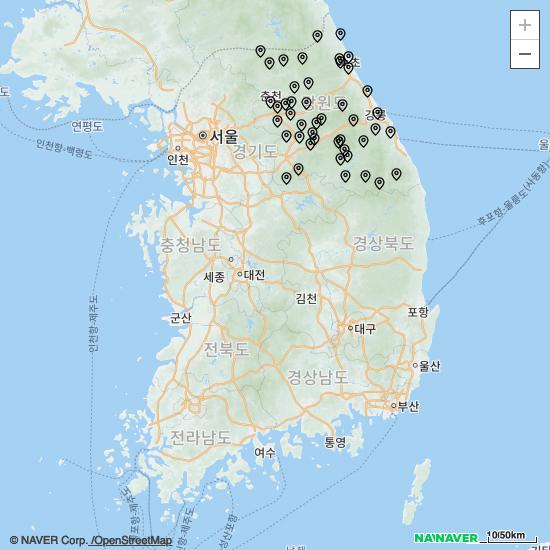 +
−
춘천
강원도
초
강릉
연평도
서울
인천
경기도
인천항-백령도
울
후포항-울릉도(사동항)
충청남도
경상북도
세종
대전
인천항-제주도
김천
군산
포항
대구
전라북도
경상남도
울산
부산
전라남도
통영
여수
© NAVER Corp. /OpenStreetMap
NAVER
10/50km